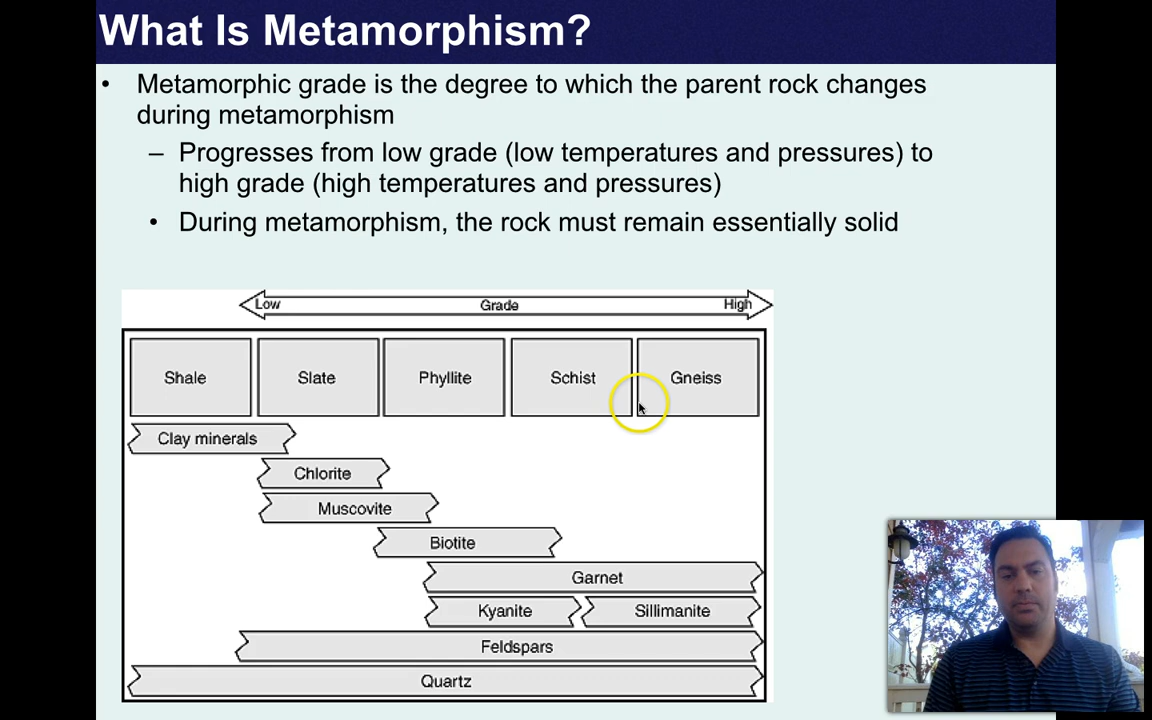 What Is Metamorphism?
• Metamorphic grade is the degree to which the parent rock changes
during metamorphism
– Progresses from low grade (low temperatures and pressures) to
high grade (high temperatures and pressures)
• During metamorphism, the rock must remain essentially solid
Low Grade High
Shale Slate Phyllite Schist Gneiss
Clay minerals
Chlorite
Muscovite
Biotite
Garnet
Kyanite Sillimanite
Feldspars
Quartz